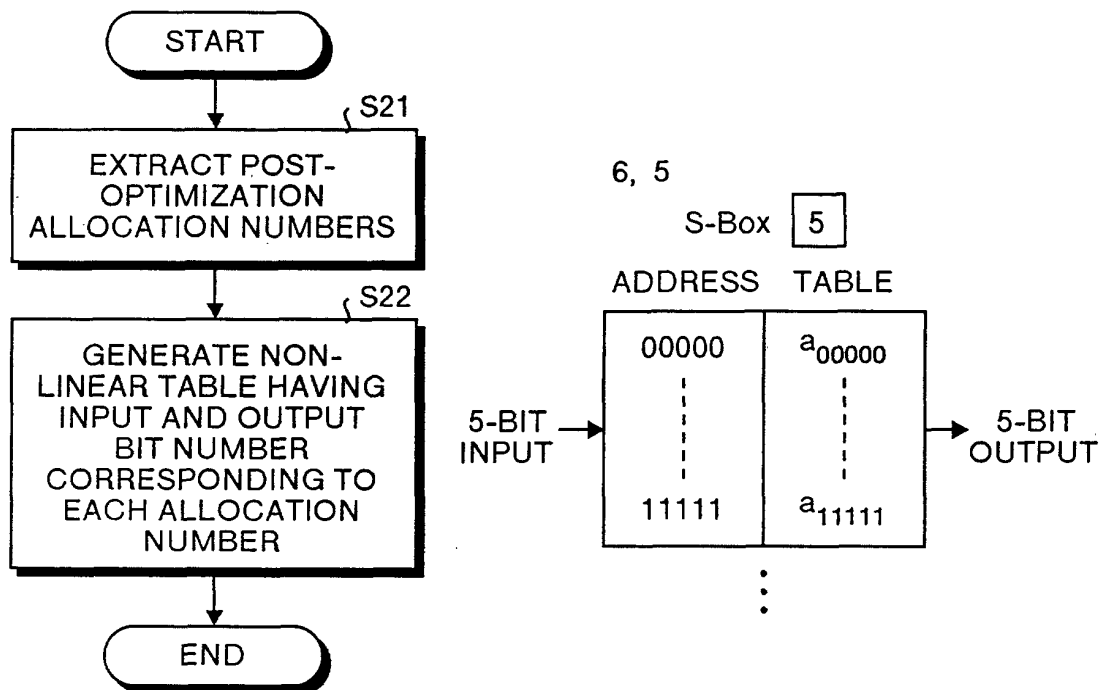 START
S21
EXTRACT POST-
OPTIMIZATION
ALLOCATION NUMBERS
S22
GENERATE NON-
LINEAR TABLE HAVING
INPUT AND OUTPUT
BIT NUMBER
CORRESPONDING TO
EACH ALLOCATION
NUMBER
END
6, 5
S-Box 5
ADDRESS TABLE
00000 a00000
5-BIT
INPUT
11111 a11111
5-BIT
OUTPUT